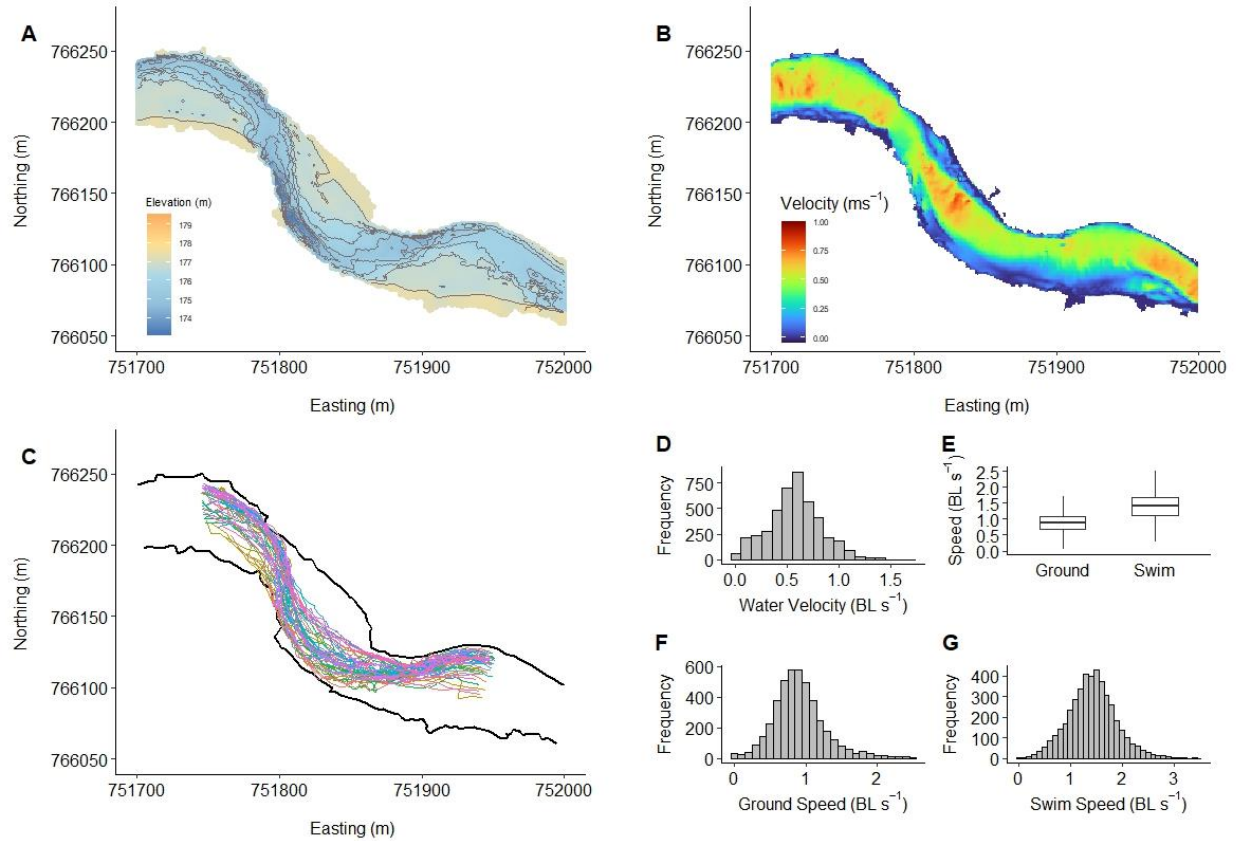 A
766250
766200
766150
766100
766050
Northing (m)
Elevation (m)
179
178
177
176
175
174
751700 751800 751900 752000
Easting (m)
B
766250
766200
766150
766100
766050
Northing (m)
Velocity (ms⁻¹)
1.00
0.75
0.50
0.25
0.00
751700 751800 751900 752000
Easting (m)
C
766250
766200
766150
766100
766050
Northing (m)
751700 751800 751900 752000
Easting (m)
D
Frequency
750
500
250
0
0.0 0.5 1.0 1.5
Water Velocity (BL s⁻¹)
E
Speed (BL s⁻¹)
2.5
2.0
1.5
1.0
0.5
0.0
Ground Swim
F
Frequency
600
400
200
0
0 1 2
Ground Speed (BL s⁻¹)
G
Frequency
400
300
200
100
0
0 1 2 3
Swim Speed (BL s⁻¹)